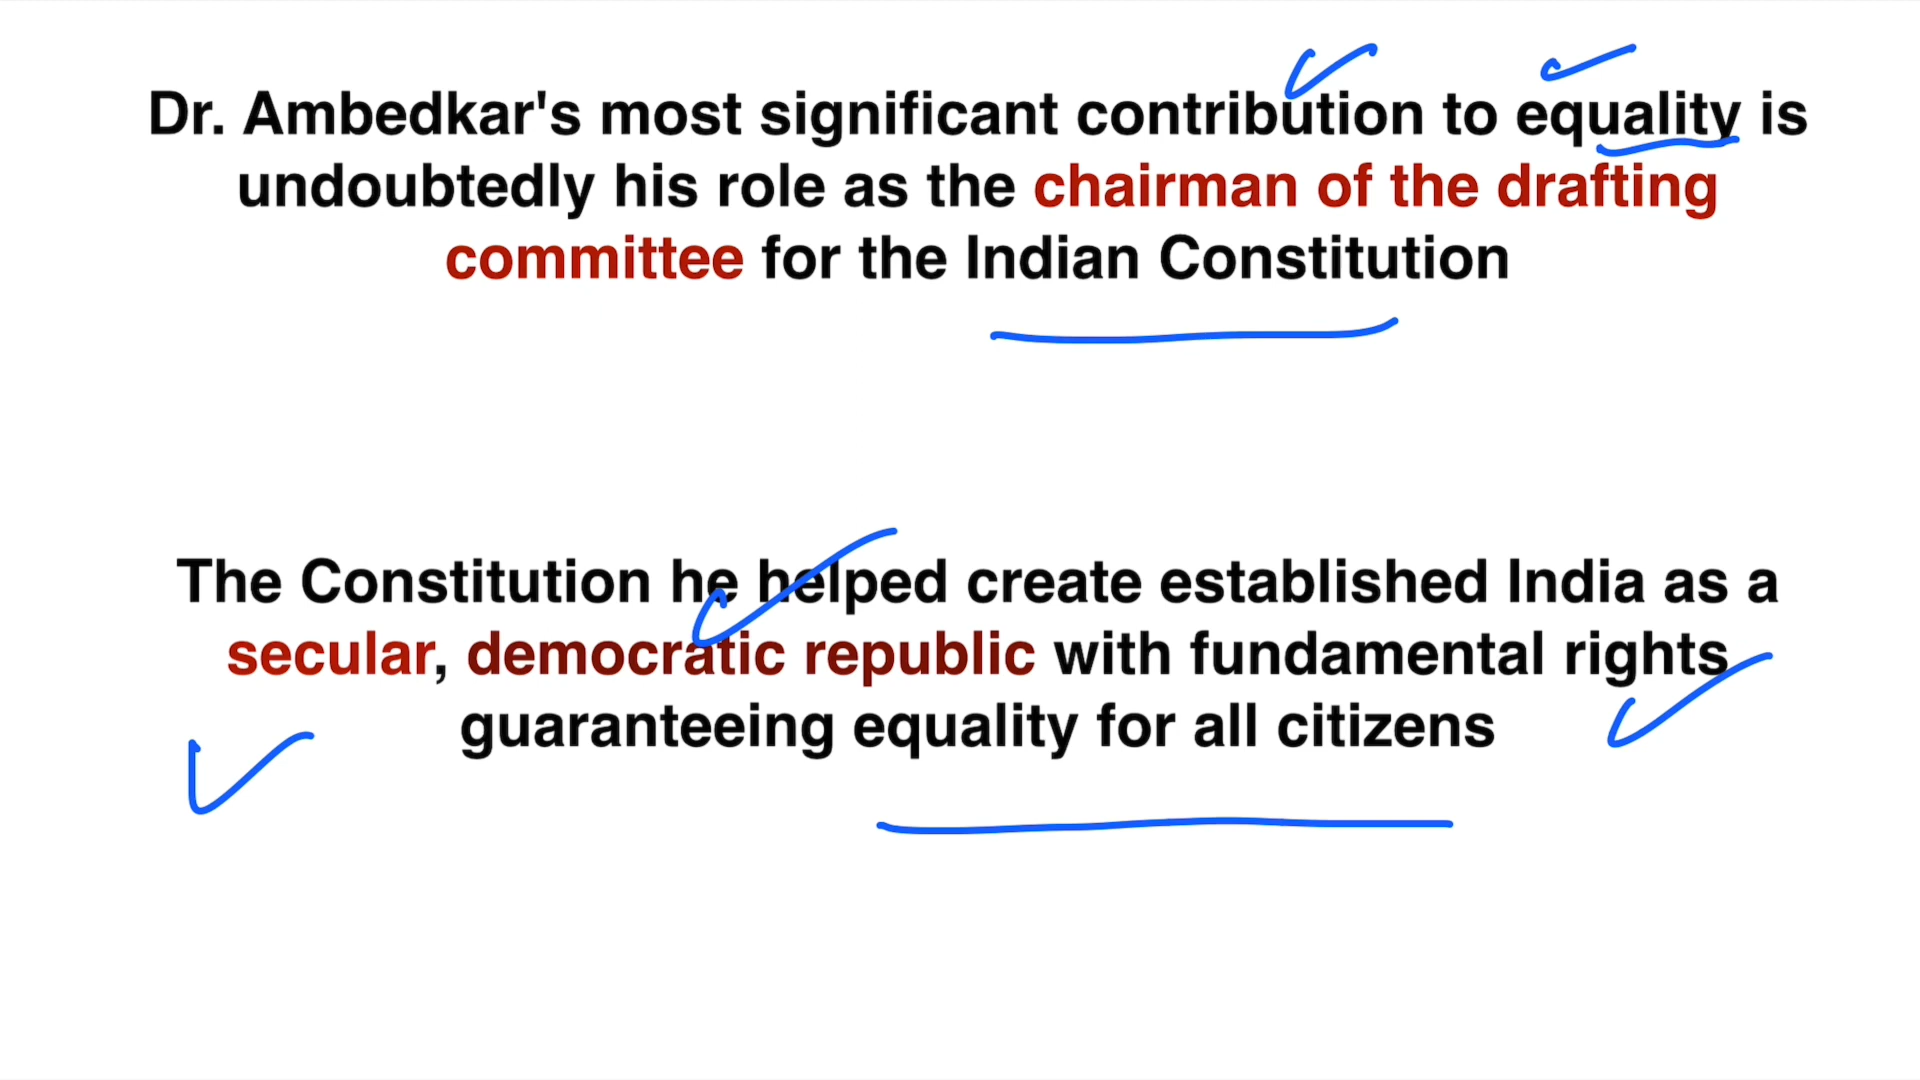 Dr. Ambedkar's most significant contribution to equality is
undoubtedly his role as the chairman of the drafting
committee for the Indian Constitution
The Constitution he helped create established India as a
secular, democratic republic with fundamental rights
guaranteeing equality for all citizens